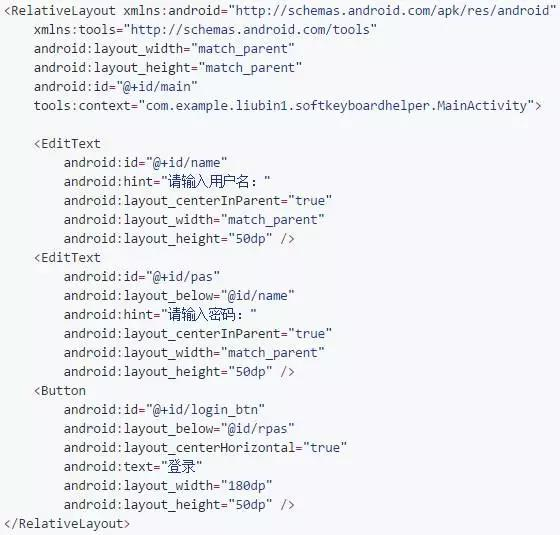 <RelativeLayout xmlns:android="http://schemas.android.com/apk/res/android"
    xmlns:tools="http://schemas.android.com/tools"
    android:layout_width="match_parent"
    android:layout_height="match_parent"
    android:id="@+id/main"
    tools:context="com.example.liubin1.softkeyboardhelper.MainActivity">

    <EditText
        android:id="@+id/name"
        android:hint="请输入用户名："
        android:layout_centerInParent="true"
        android:layout_width="match_parent"
        android:layout_height="50dp" />
    <EditText
        android:id="@+id/pas"
        android:layout_below="@id/name"
        android:hint="请输入密码："
        android:layout_centerInParent="true"
        android:layout_width="match_parent"
        android:layout_height="50dp" />
    <Button
        android:id="@+id/login_btn"
        android:layout_below="@id/rpas"
        android:layout_centerHorizontal="true"
        android:text="登录"
        android:layout_width="180dp"
        android:layout_height="50dp" />
</RelativeLayout>